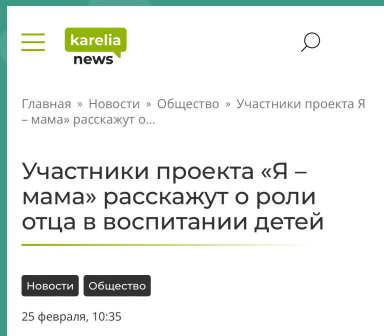 karelia
news
Главная » Новости » Общество » Участники проекта Я
– мама» расскажут о...
Участники проекта «Я –
мама» расскажут о роли
отца в воспитании детей
Новости Общество
25 февраля, 10:35